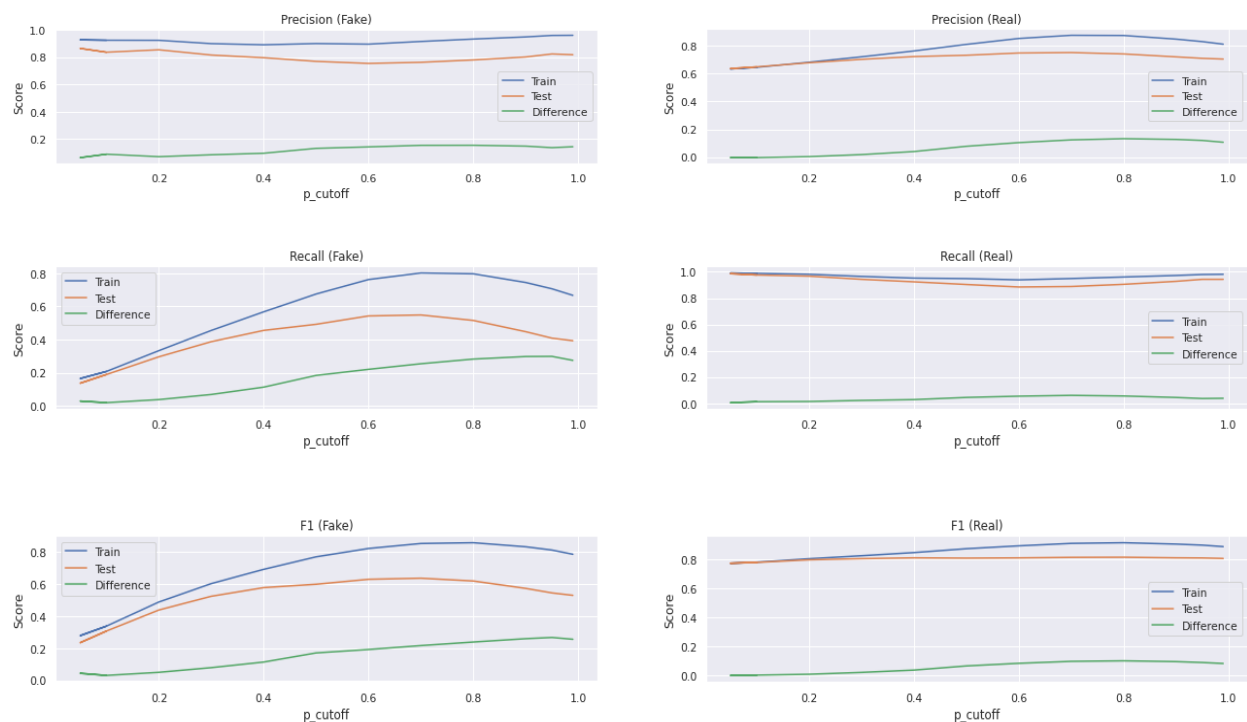 Precision (Fake)
1.0
0.8
0.6
0.4
0.2
Score
Train
Test
Difference
0.2 0.4 0.6 0.8 1.0
p_cutoff
Precision (Real)
0.8
0.6
0.4
0.2
0.0
Score
Train
Test
Difference
0.2 0.4 0.6 0.8 1.0
p_cutoff
Recall (Fake)
0.8
0.6
0.4
0.2
0.0
Score
Train
Test
Difference
0.2 0.4 0.6 0.8 1.0
p_cutoff
Recall (Real)
1.0
0.8
0.6
0.4
0.2
0.0
Score
Train
Test
Difference
0.2 0.4 0.6 0.8 1.0
p_cutoff
F1 (Fake)
0.8
0.6
0.4
0.2
0.0
Score
Train
Test
Difference
0.2 0.4 0.6 0.8 1.0
p_cutoff
F1 (Real)
0.8
0.6
0.4
0.2
0.0
Score
Train
Test
Difference
0.2 0.4 0.6 0.8 1.0
p_cutoff